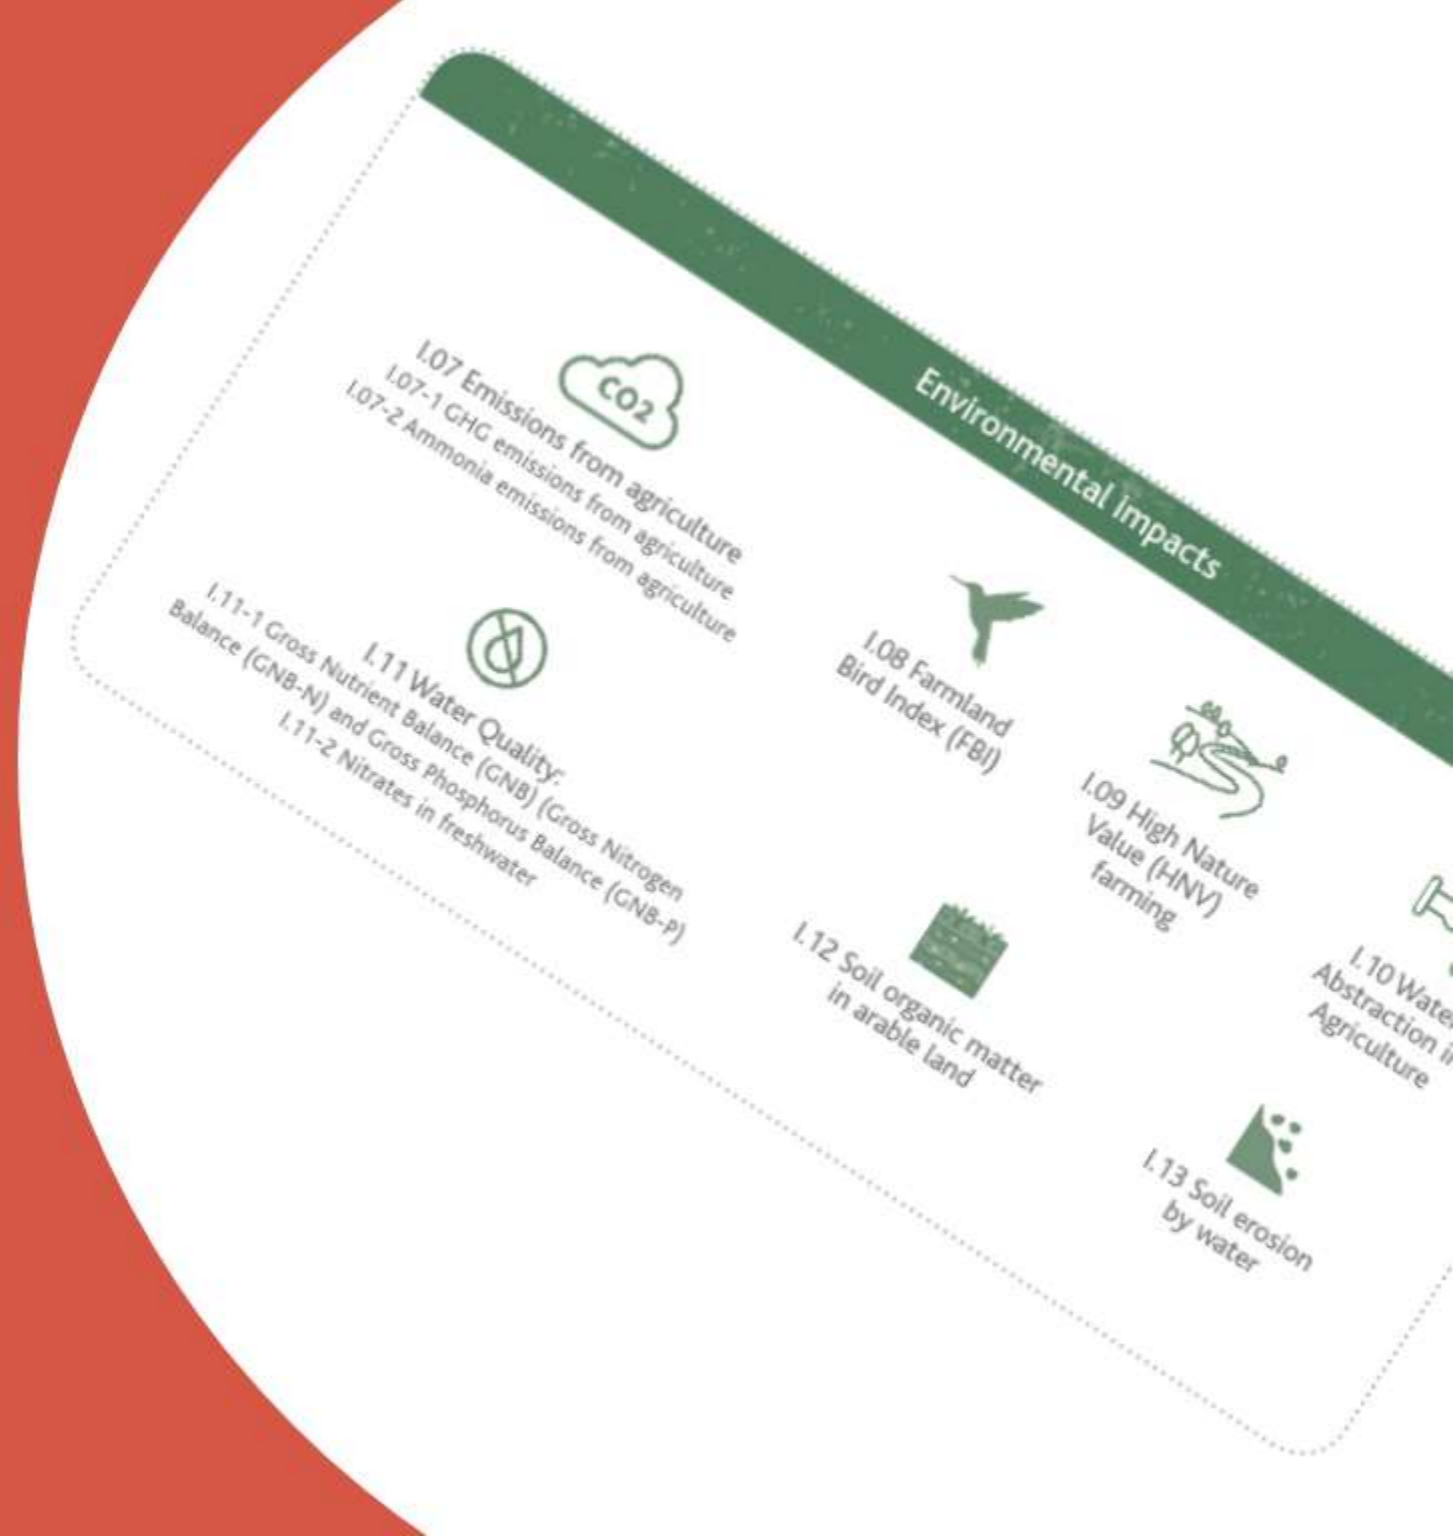 Environmental impacts
CO2
I.07 Emissions from agriculture
I.07-1 GHG emissions from agriculture
I.07-2 Ammonia emissions from agriculture
I.08 Farmland
Bird Index (FBI)
I.09 High Nature
Value (HNV)
farming
I.10 Wate
Abstraction i
Agriculture
I.11 Water Quality:
I.11-1 Gross Nutrient Balance (GNB) (Gross Nitrogen
Balance (GNB-N) and Gross Phosphorus Balance (GNB-P)
I.11-2 Nitrates in freshwater
I.12 Soil organic matter
in arable land
I.13 Soil erosion
by water